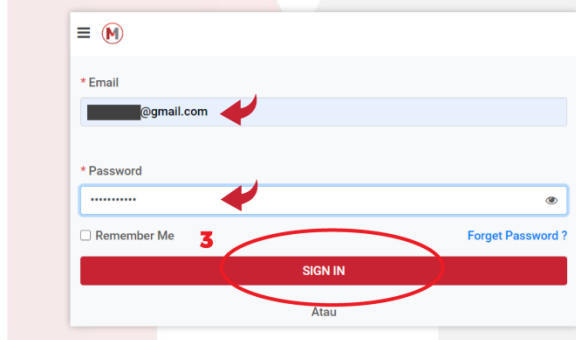 M
* Email
@gmail.com
* Password
•••••••••••
Remember Me
3
Forget Password ?
SIGN IN
Atau